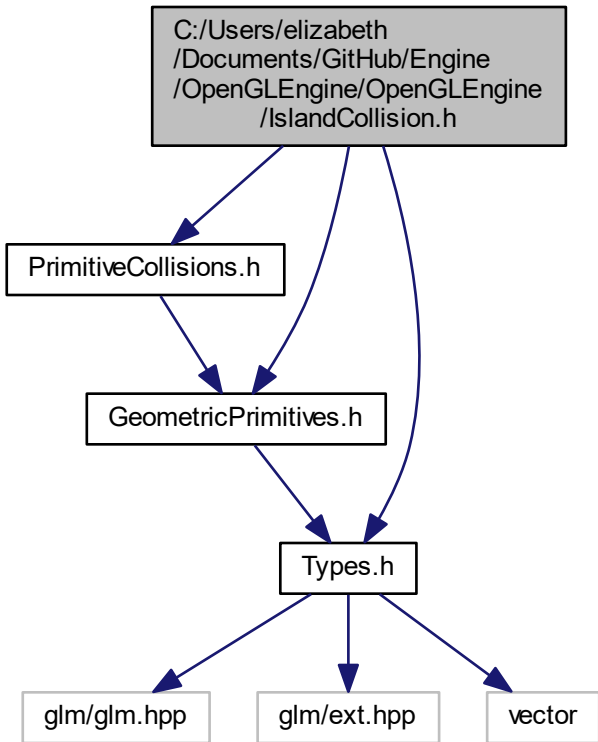 C:/Users/elizabeth
/Documents/GitHub/Engine
/OpenGLEngine/OpenGLEngine
/IslandCollision.h
PrimitiveCollisions.h
GeometricPrimitives.h
Types.h
glm/glm.hpp
glm/ext.hpp
vector